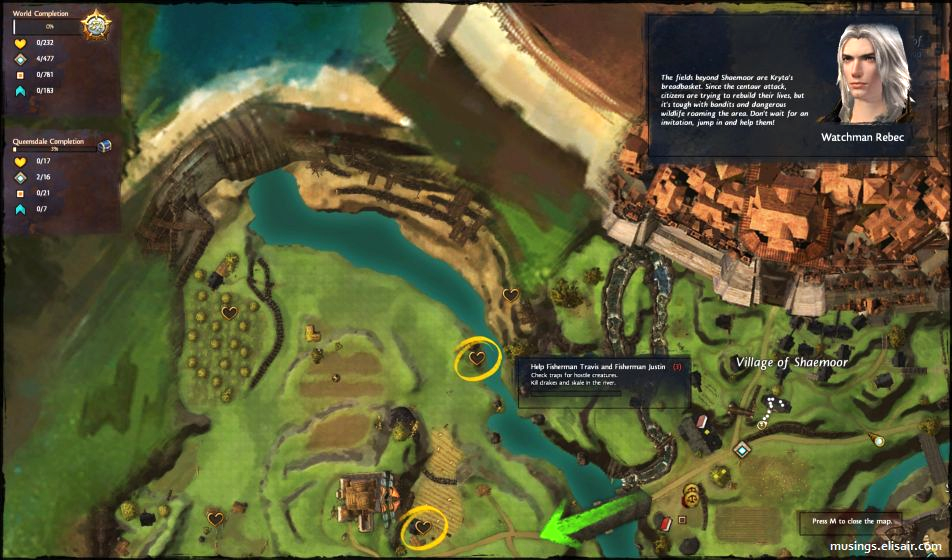 World Completion
0%
0/232
4/477
0/781
0/183
Queensdale Completion
3%
0/17
2/16
0/21
0/7
The fields beyond Shaemoor are Kryta's
breadbasket. Since the centaur attack,
citizens are trying to rebuild their lives, but
it's tough with bandits and dangerous
wildlife roaming the area. Don't wait for an
invitation, jump in and help them!
Watchman Rebec
Help Fisherman Travis and Fisherman Justin (3)
Check traps for hostile creatures.
Kill drakes and skale in the river.
Village of Shaemoor
Press M to close the map.
musings.elisair.com